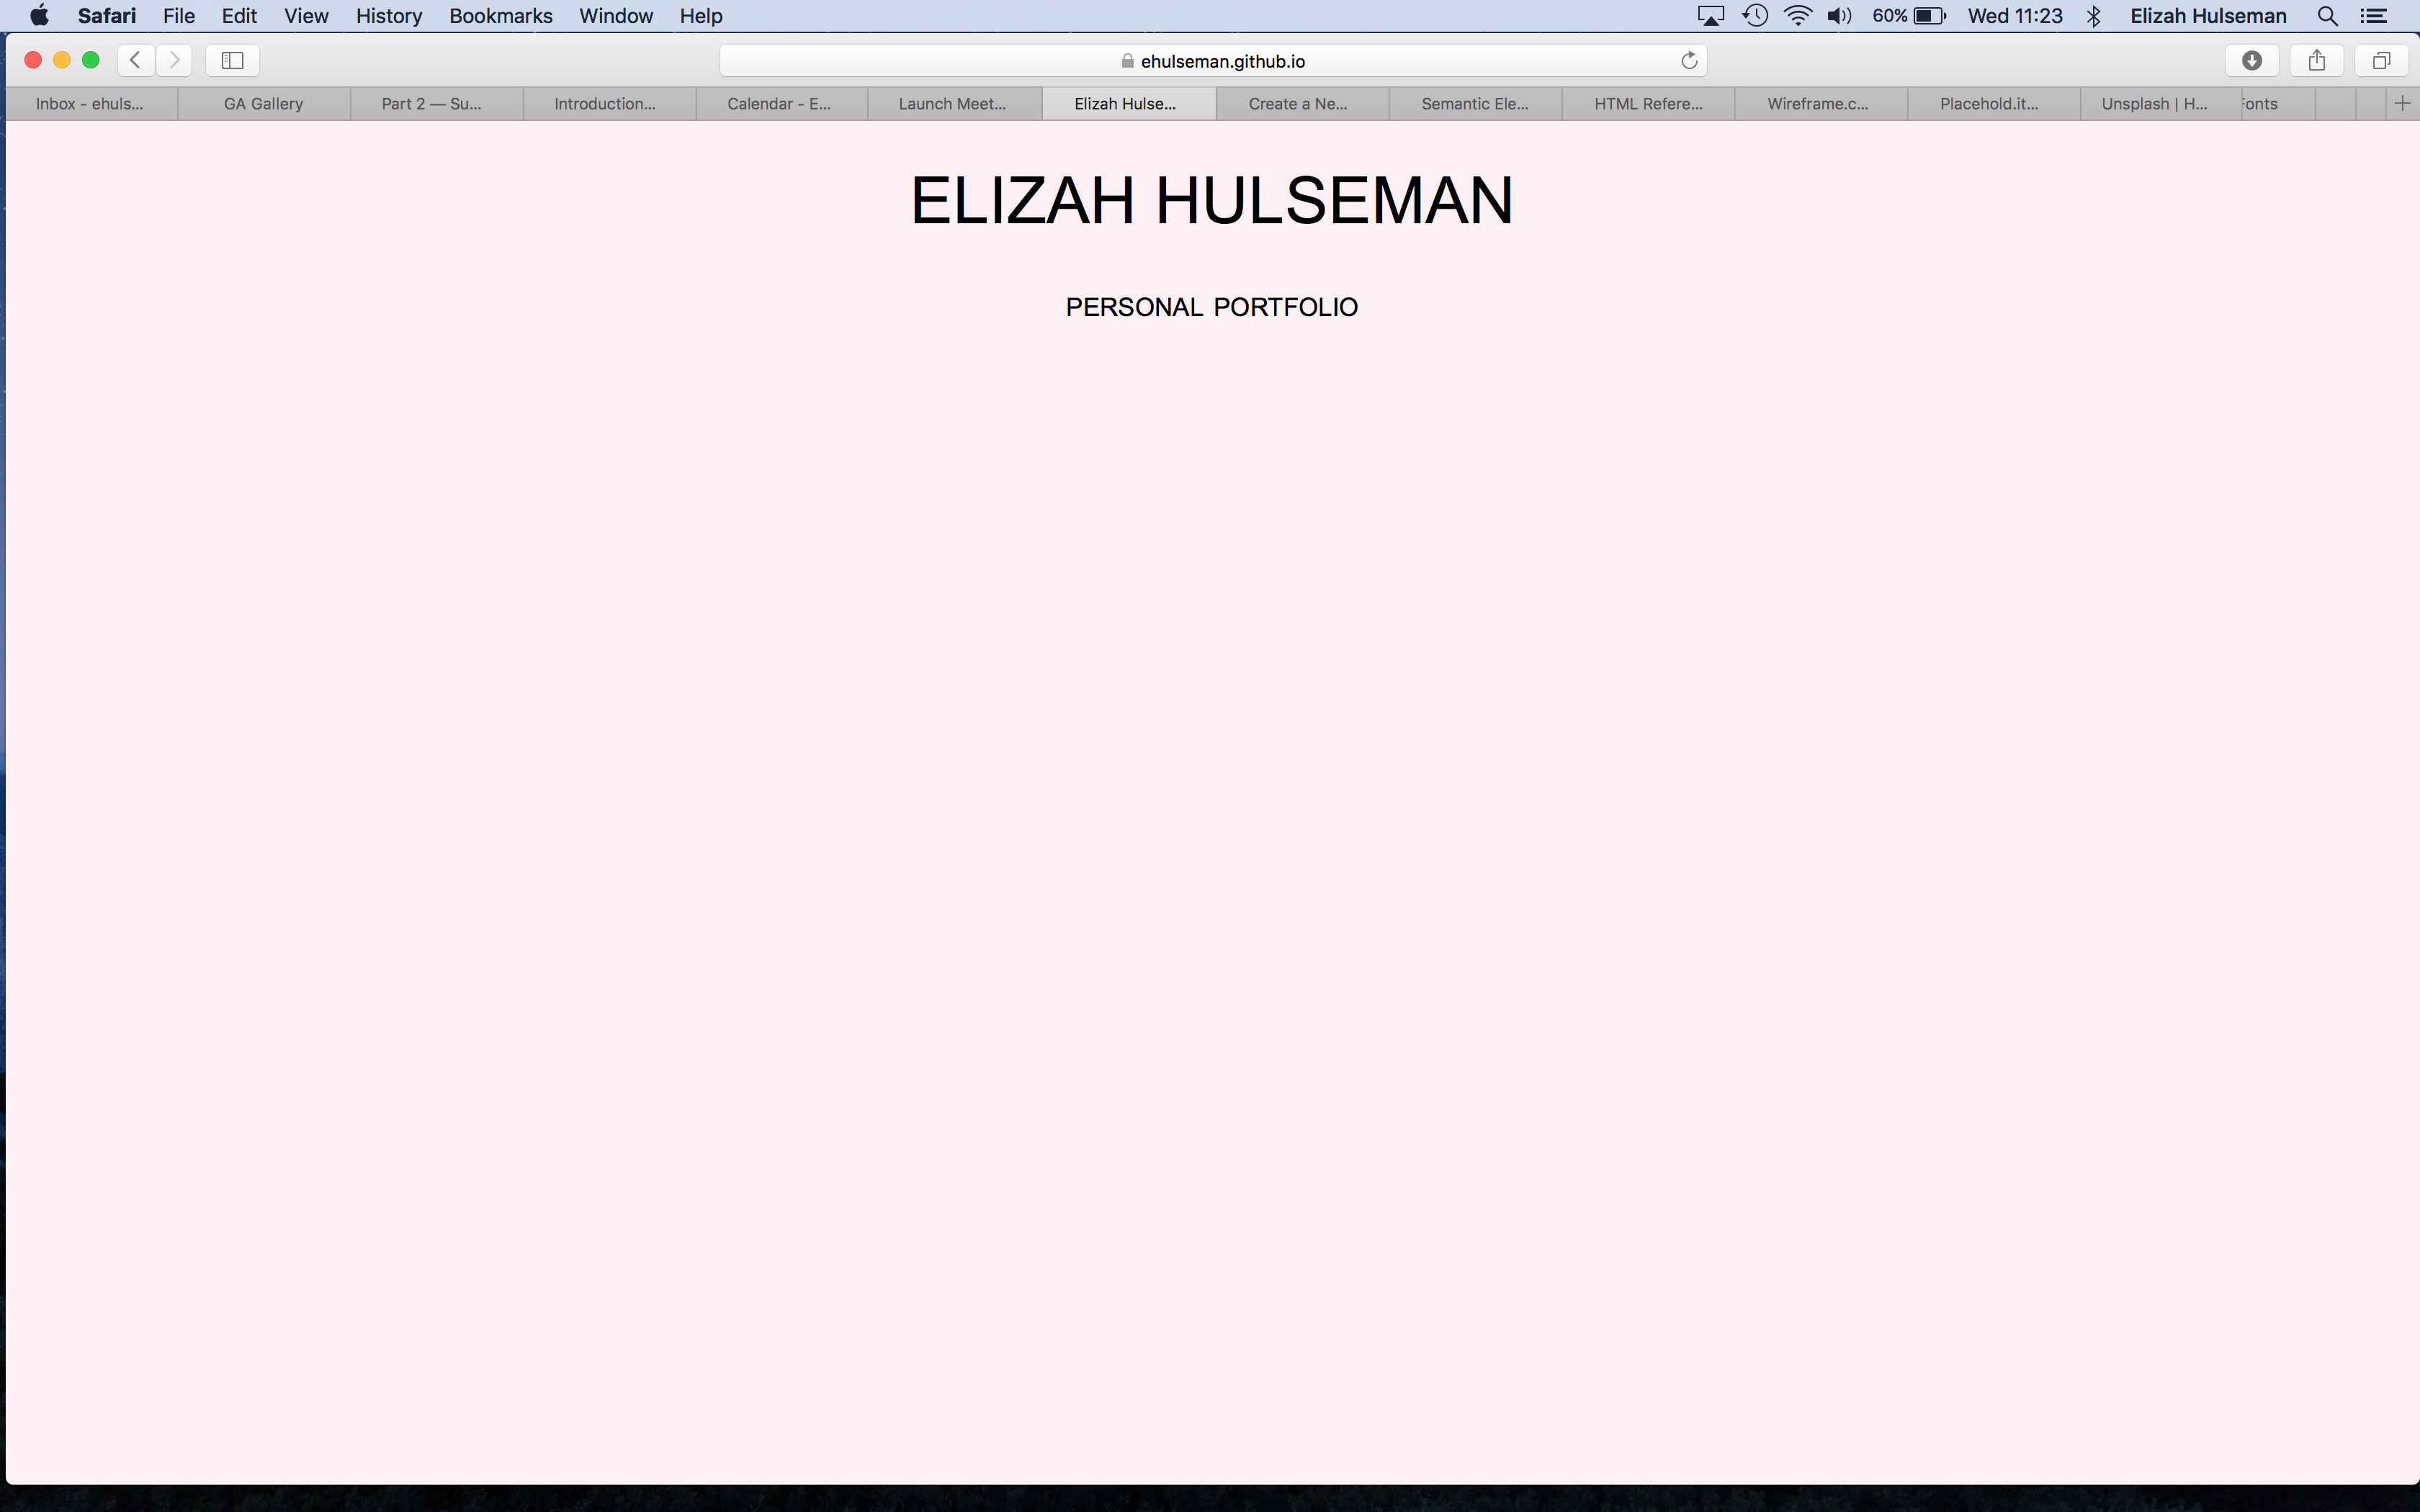 Safari File Edit View History Bookmarks Window Help 60% Wed 11:23 Elizah Hulseman
ehulseman.github.io
Inbox - ehuls... GA Gallery Part 2 — Su... Introduction... Calendar - E... Launch Meet... Elizah Hulse... Create a Ne... Semantic Ele... HTML Refere... Wireframe.c... Placehold.it... Unsplash | H... Fonts
ELIZAH HULSEMAN
PERSONAL PORTFOLIO